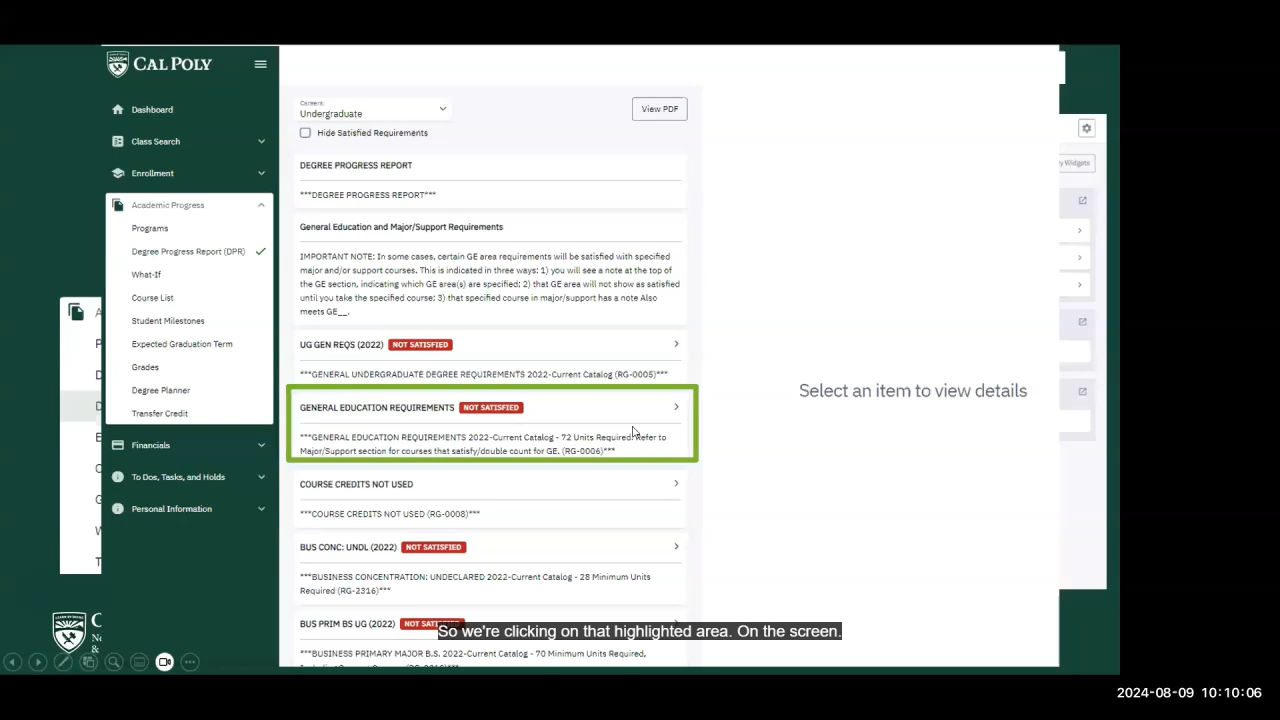 CAL POLY
Dashboard
Class Search
Enrollment
Academic Progress
Programs
Degree Progress Report (DPR)
What-If
Course List
Student Milestones
Expected Graduation Term
Grades
Degree Planner
Transfer Credit
Financials
To Dos, Tasks, and Holds
Personal Information
Careers:
Undergraduate
View PDF
Hide Satisfied Requirements
DEGREE PROGRESS REPORT
***DEGREE PROGRESS REPORT***
General Education and Major/Support Requirements
IMPORTANT NOTE: In some cases, certain GE area requirements will be satisfied with specified
major and/or support courses. This is indicated in three ways: 1) you will see a note at the top of
the GE section, indicating which GE area(s) are specified; 2) that GE area will not show as satisfied
until you take the specified course; 3) that specified course in major/support has a note Also
meets GE__.
UG GEN REQS (2022) NOT SATISFIED
***GENERAL UNDERGRADUATE DEGREE REQUIREMENTS 2022-Current Catalog (RG-0005)***
GENERAL EDUCATION REQUIREMENTS NOT SATISFIED
***GENERAL EDUCATION REQUIREMENTS 2022-Current Catalog - 72 Units Required. Refer to
Major/Support section for courses that satisfy/double count for GE. (RG-0006)***
COURSE CREDITS NOT USED
***COURSE CREDITS NOT USED (RG-0008)***
BUS CONC: UNDL (2022) NOT SATISFIED
***BUSINESS CONCENTRATION: UNDECLARED 2022-Current Catalog - 28 Minimum Units
Required (RG-2316)***
BUS PRIM BS UG (2022) NOT SATISFIED
***BUSINESS PRIMARY MAJOR B.S. 2022-Current Catalog - 70 Minimum Units Required,
Select an item to view details
Widgets
So we're clicking on that highlighted area. On the screen.
2024-08-09 10:10:06